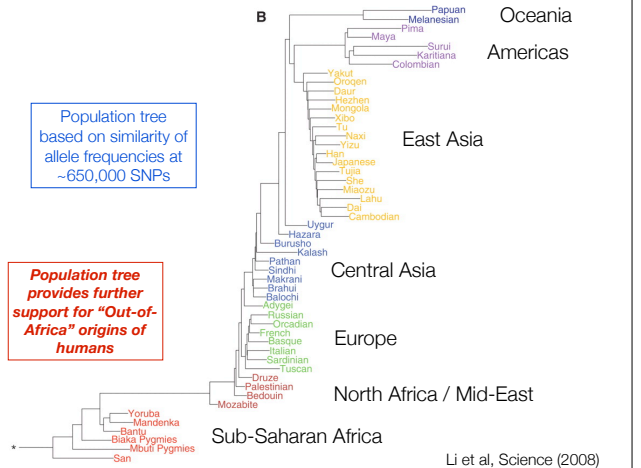 B
Papuan
Melanesian
Oceania
Pima
Maya
Surui
Karitiana
Colombian
Americas
Yakut
Oroqen
Daur
Hezhen
Mongola
Xibo
Tu
Naxi
Yizu
Han
Japanese
Tujia
She
Miaozu
Lahu
Dai
Cambodian
East Asia
Population tree
based on similarity of
allele frequencies at
~650,000 SNPs
Uygur
Hazara
Burusho
Kalash
Pathan
Sindhi
Makrani
Brahui
Balochi
Central Asia
Population tree
provides further
support for “Out-of-
Africa” origins of
humans
Adygei
Russian
Orcadian
French
Basque
Italian
Sardinian
Tuscan
Europe
Druze
Palestinian
Bedouin
Mozabite
North Africa / Mid-East
Yoruba
Mandenka
Bantu
Biaka Pygmies
Mbuti Pygmies
San
Sub-Saharan Africa
*
Li et al, Science (2008)